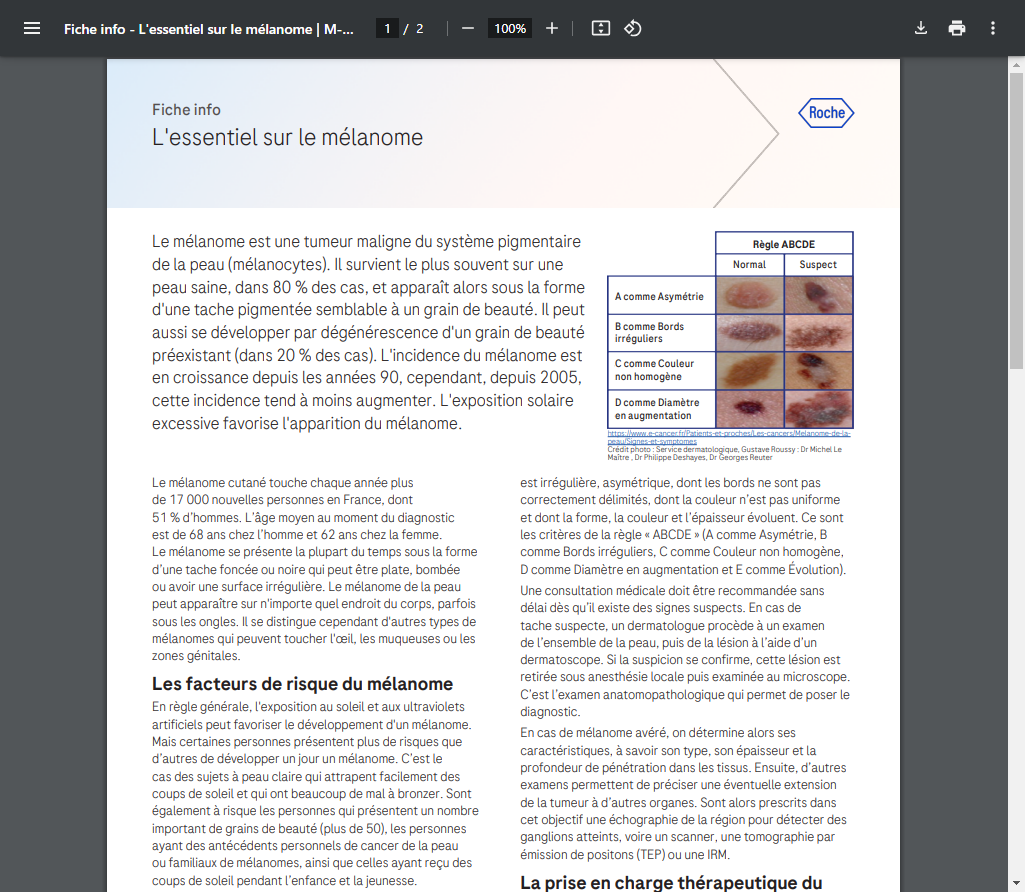 Fiche info - L'essentiel sur le mélanome | M-...
1 / 2
100%
Fiche info
L'essentiel sur le mélanome
Roche
Le mélanome est une tumeur maligne du système pigmentaire
de la peau (mélanocytes). Il survient le plus souvent sur une
peau saine, dans 80 % des cas, et apparaît alors sous la forme
d'une tache pigmentée semblable à un grain de beauté. Il peut
aussi se développer par dégénérescence d'un grain de beauté
préexistant (dans 20 % des cas). L'incidence du mélanome est
en croissance depuis les années 90, cependant, depuis 2005,
cette incidence tend à moins augmenter. L'exposition solaire
excessive favorise l'apparition du mélanome.
Règle ABCDE
Normal Suspect
A comme Asymétrie
B comme Bords
irréguliers
C comme Couleur
non homogène
D comme Diamètre
en augmentation
https://www.e-cancer.fr/Patients-et-proches/Les-cancers/Melanome-de-la-
peau/Signes-et-symptomes
Crédit photo : Service dermatologique, Gustave Roussy : Dr Michel Le
Maître , Dr Philippe Deshayes, Dr Georges Reuter
Le mélanome cutané touche chaque année plus
de 17 000 nouvelles personnes en France, dont
51 % d'hommes. L'âge moyen au moment du diagnostic
est de 68 ans chez l'homme et 62 ans chez la femme.
Le mélanome se présente la plupart du temps sous la forme
d'une tache foncée ou noire qui peut être plate, bombée
ou avoir une surface irrégulière. Le mélanome de la peau
peut apparaître sur n'importe quel endroit du corps, parfois
sous les ongles. Il se distingue cependant d'autres types de
mélanomes qui peuvent toucher l'œil, les muqueuses ou les
zones génitales.
Les facteurs de risque du mélanome
En règle générale, l'exposition au soleil et aux ultraviolets
artificiels peut favoriser le développement d'un mélanome.
Mais certaines personnes présentent plus de risques que
d'autres de développer un jour un mélanome. C'est le
cas des sujets à peau claire qui attrapent facilement des
coups de soleil et qui ont beaucoup de mal à bronzer. Sont
également à risque les personnes qui présentent un nombre
important de grains de beauté (plus de 50), les personnes
ayant des antécédents personnels de cancer de la peau
ou familiaux de mélanomes, ainsi que celles ayant reçu des
coups de soleil pendant l'enfance et la jeunesse.
est irrégulière, asymétrique, dont les bords ne sont pas
correctement délimités, dont la couleur n'est pas uniforme
et dont la forme, la couleur et l'épaisseur évoluent. Ce sont
les critères de la règle « ABCDE » (A comme Asymétrie, B
comme Bords irréguliers, C comme Couleur non homogène,
D comme Diamètre en augmentation et E comme Évolution).
Une consultation médicale doit être recommandée sans
délai dès qu'il existe des signes suspects. En cas de
tache suspecte, un dermatologue procède à un examen
de l'ensemble de la peau, puis de la lésion à l'aide d'un
dermatoscope. Si la suspicion se confirme, cette lésion est
retirée sous anesthésie locale puis examinée au microscope.
C'est l'examen anatomopathologique qui permet de poser le
diagnostic.
En cas de mélanome avéré, on détermine alors ses
caractéristiques, à savoir son type, son épaisseur et la
profondeur de pénétration dans les tissus. Ensuite, d'autres
examens permettent de préciser une éventuelle extension
de la tumeur à d'autres organes. Sont alors prescrits dans
cet objectif une échographie de la région pour détecter des
ganglions atteints, voire un scanner, une tomographie par
émission de positons (TEP) ou une IRM.
La prise en charge thérapeutique du